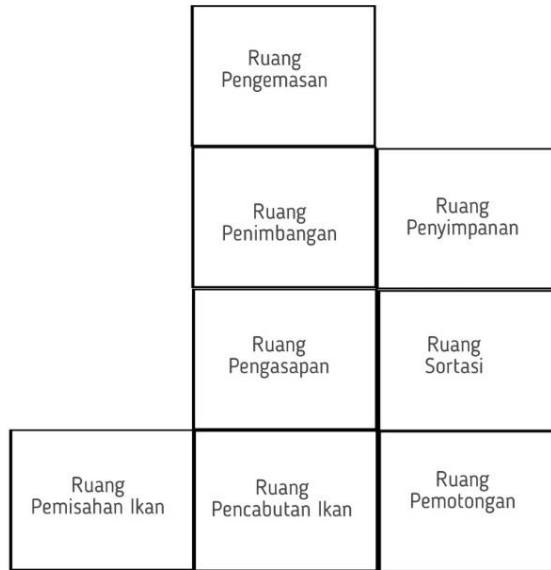 Ruang
Pengemasan
Ruang
Penimbangan
Ruang
Penyimpanan
Ruang
Pengasapan
Ruang
Sortasi
Ruang
Pemisahan Ikan
Ruang
Pencabutan Ikan
Ruang
Pemotongan